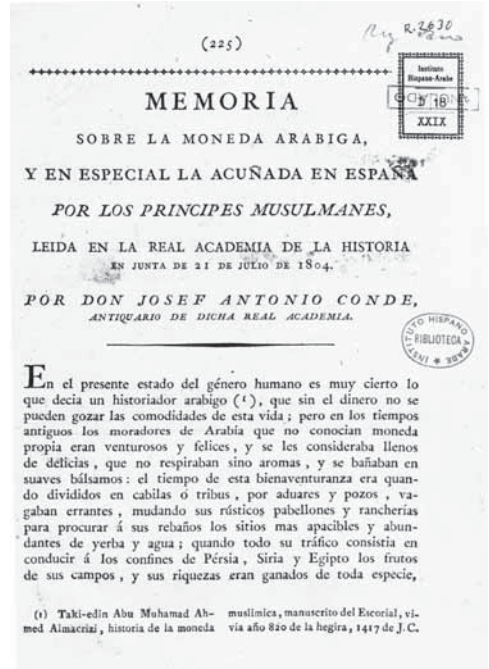 R.2630
(225)
Instituto
Hispano-Arabe
D 18
XXIX
MEMORIA
SOBRE LA MONEDA ARABIGA,
Y EN ESPECIAL LA ACUÑADA EN ESPAÑA
POR LOS PRINCIPES MUSULMANES,
LEIDA EN LA REAL ACADEMIA DE LA HISTORIA
EN JUNTA DE 21 DE JULIO DE 1804.
POR DON JOSEF ANTONIO CONDE,
ANTIQUARIO DE DICHA REAL ACADEMIA.
INSTITUTO HISPANO ARABE
BIBLIOTECA
En el presente estado del género humano es muy cierto lo
que decia un historiador arabigo (1), que sin el dinero no se
pueden gozar las comodidades de esta vida; pero en los tiempos
antiguos los moradores de Arabia que no conocian moneda
propia eran venturosos y felices, y se les consideraba llenos
de delicias, que no respiraban sino aromas, y se bañaban en
suaves bálsamos: el tiempo de esta bienaventuranza era quan-
do divididos en cabilas ó tribus, por aduares y pozos, va-
gaban errantes, mudando sus rústicos pabellones y rancherías
para procurar á sus rebaños los sitios mas apacibles y abun-
dantes de yerba y agua; quando todo su tráfico consistia en
conducir á los confines de Pérsia, Siria y Egipto los frutos
de sus campos, y sus riquezas eran ganados de toda especie,
(1) Taki-edin Abu Muhamad Ah-
med Almacrizi, historia de la moneda
muslimica, manuscrito del Escorial, vi-
vía año 820 de la hegira, 1417 de J.C.